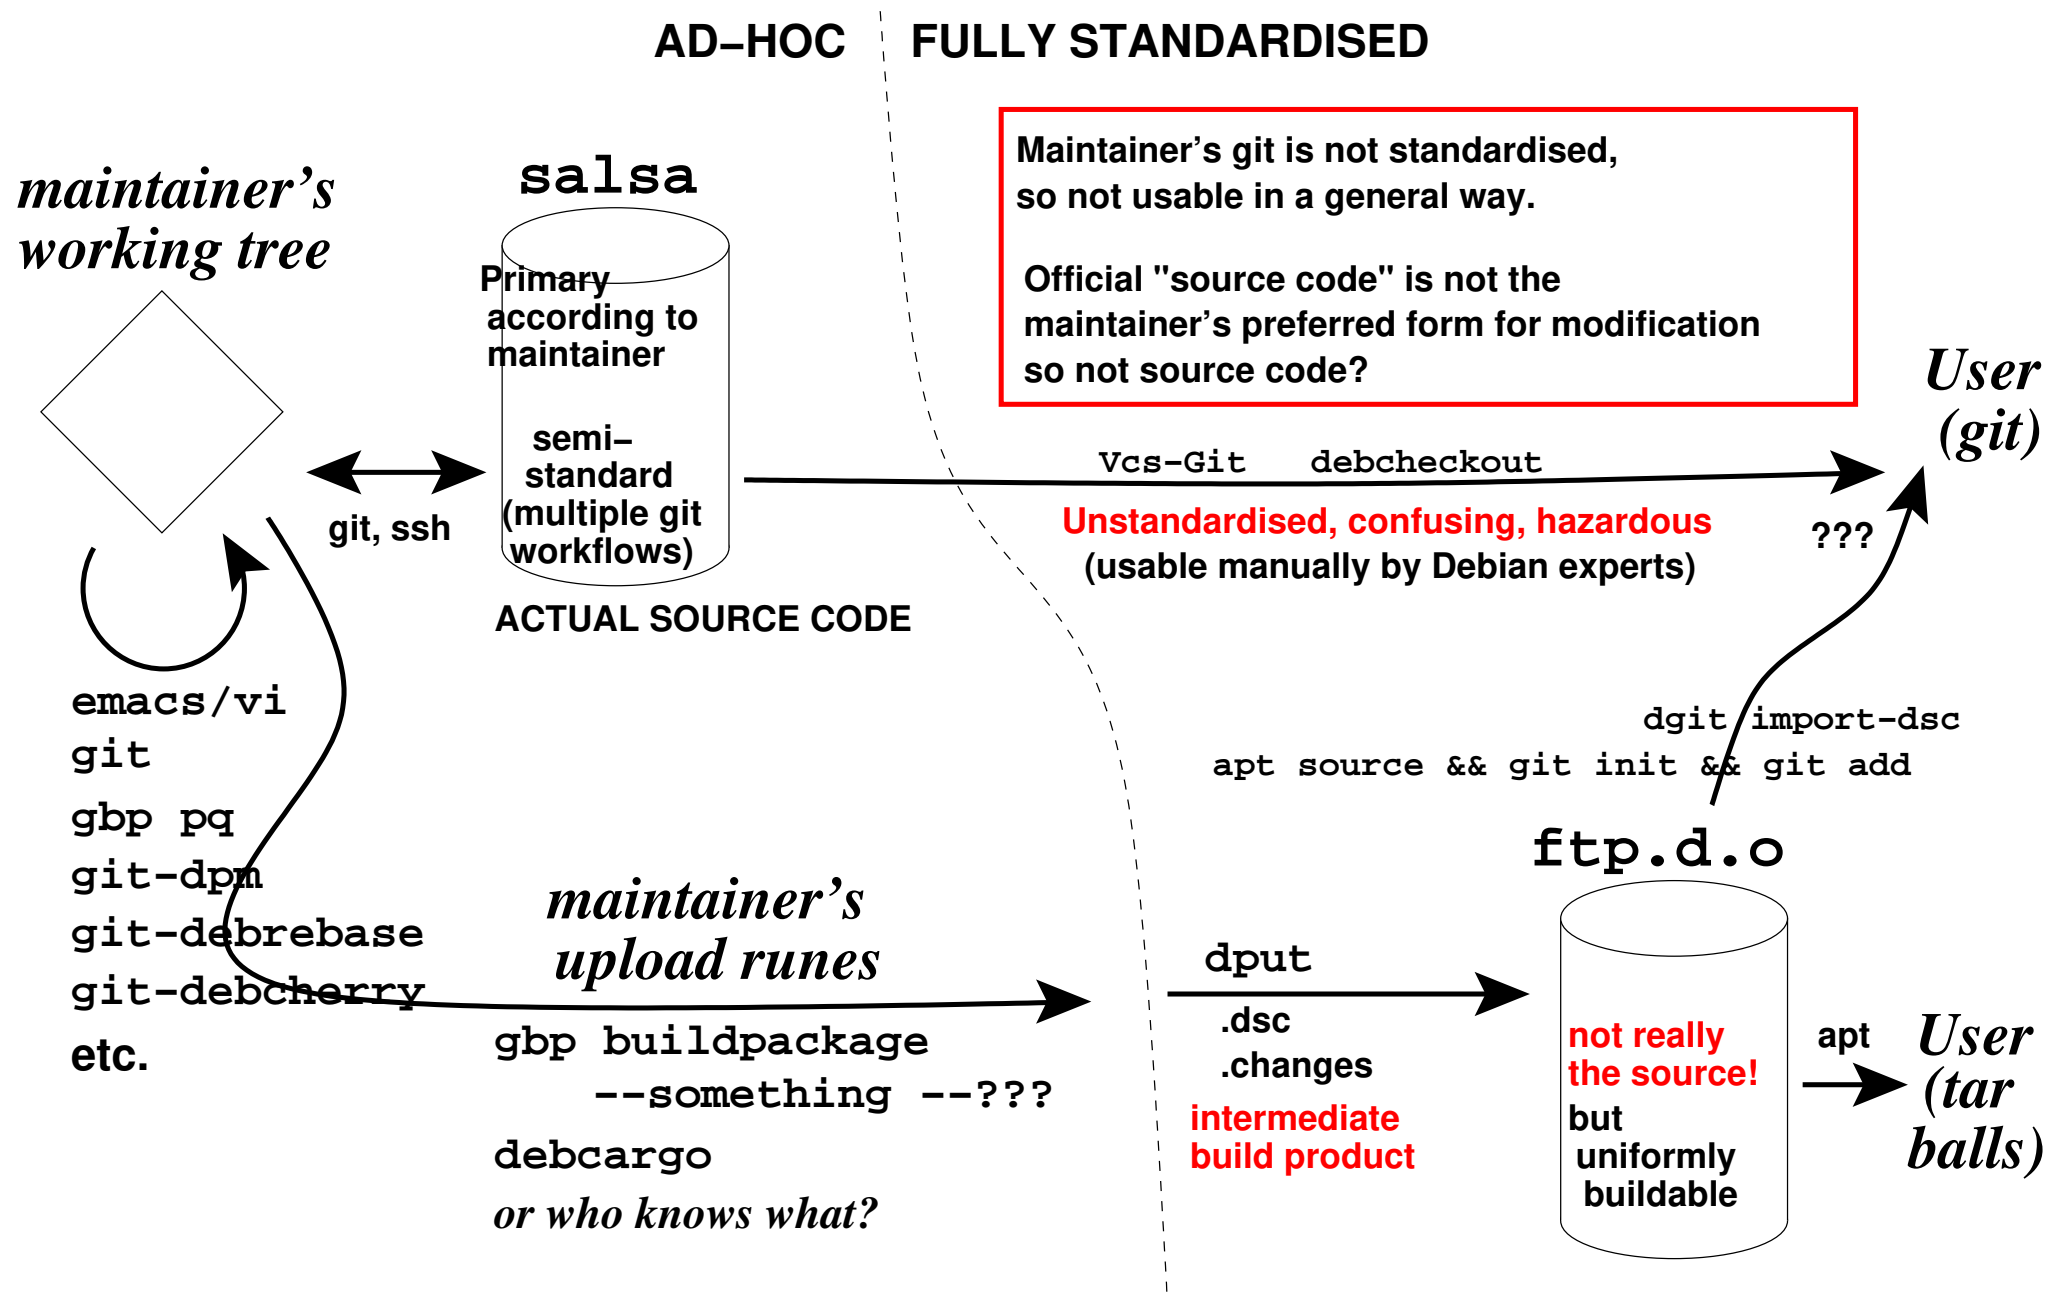 AD–HOC
FULLY STANDARDISED
Maintainer's git is not standardised,
so not usable in a general way.
Official "source code" is not the
maintainer's preferred form for modification
so not source code?
maintainer's
working tree
salsa
Primary
according to
maintainer
semi–
standard
(multiple git
workflows)
ACTUAL SOURCE CODE
git, ssh
Vcs-Git debcheckout
Unstandardised, confusing, hazardous
(usable manually by Debian experts)
User
(git)
???
emacs/vi
git
gbp pq
git-dpm
git-debrebase
git-debcherry
etc.
maintainer's
upload runes
gbp buildpackage
--something --???
debcargo
or who knows what?
dgit import-dsc
apt source && git init && git add
ftp.d.o
dput
.dsc
.changes
intermediate
build product
not really
the source!
but
uniformly
buildable
apt
User
(tar
balls)